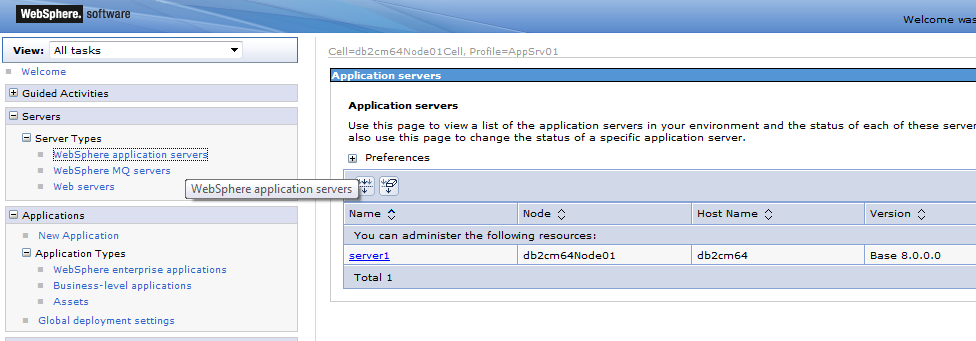 WebSphere. software
Welcome was
View: All tasks
Welcome
Guided Activities
Servers
Server Types
WebSphere application servers
WebSphere MQ servers
Web servers
WebSphere application servers
Applications
New Application
Application Types
WebSphere enterprise applications
Business-level applications
Assets
Global deployment settings
Cell=db2cm64Node01Cell, Profile=AppSrv01
Application servers
Application servers
Use this page to view a list of the application servers in your environment and the status of each of these server
also use this page to change the status of a specific application server.
Preferences
Name Node Host Name Version
You can administer the following resources:
server1 db2cm64Node01 db2cm64 Base 8.0.0.0
Total 1